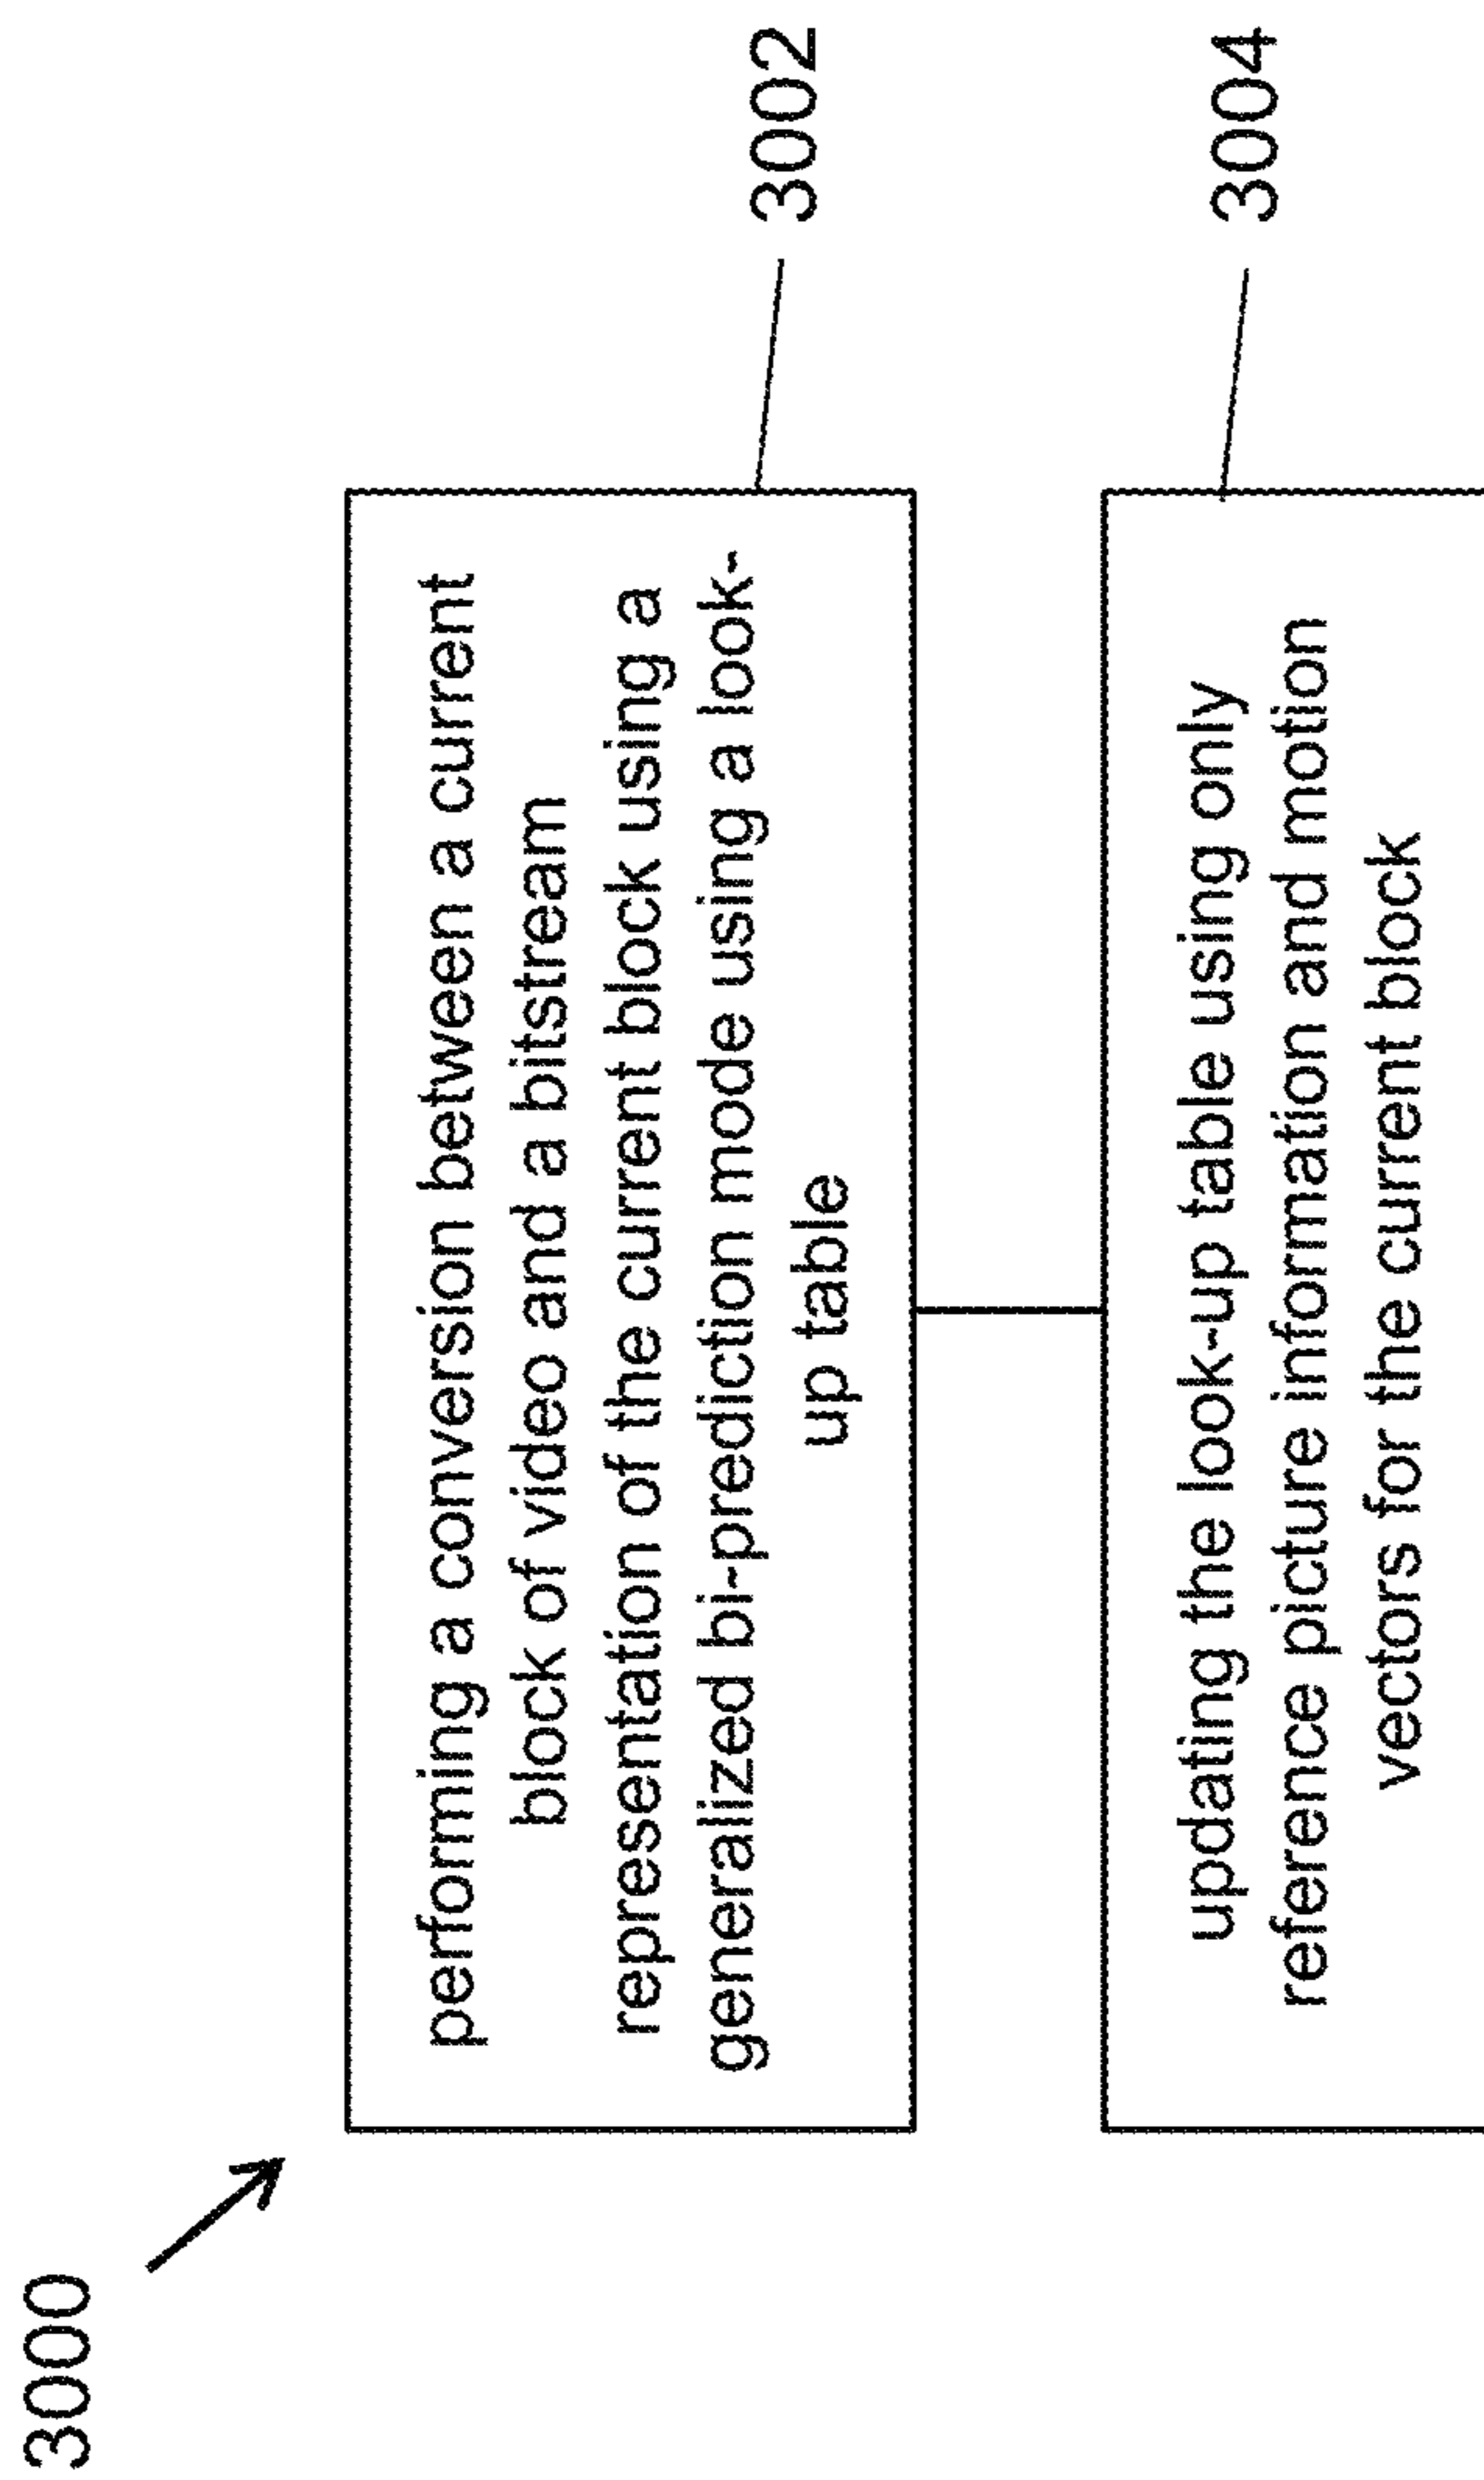 3000
performing a conversion between a current
block of video and a bitstream
representation of the current block using a
generalized bi-prediction mode using a look-
up table
3002
updating the look-up table using only
reference picture information and motion
vectors for the current block
3004